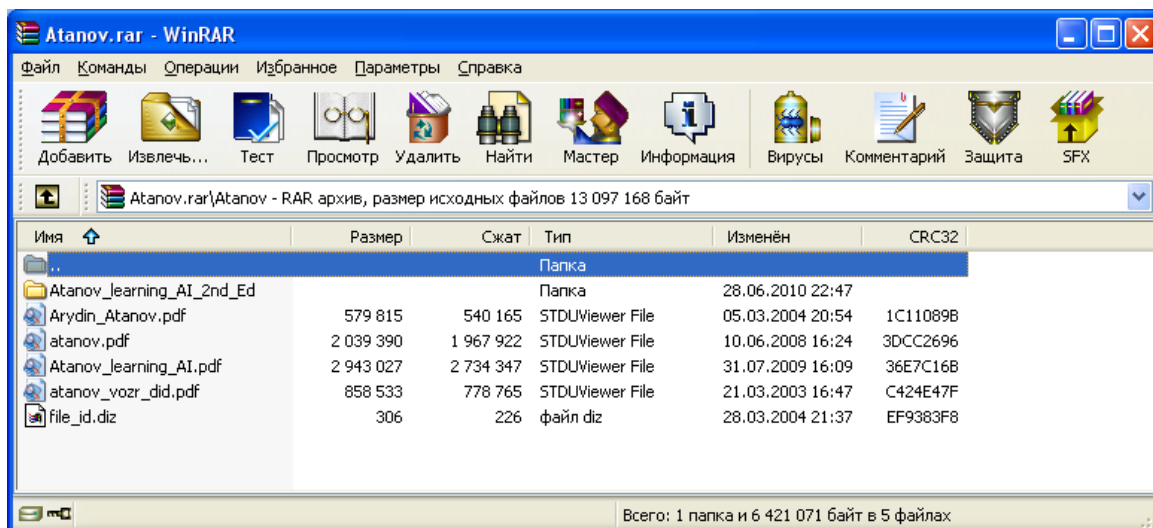 Atanov.rar - WinRAR
Файл Команды Операции Избранное Параметры Справка
Добавить Извлечь... Тест Просмотр Удалить Найти Мастер Информация Вирусы Комментарий Защита SFX
Atanov.rar\Atanov - RAR архив, размер исходных файлов 13 097 168 байт
Имя Размер Сжат Тип Изменён CRC32
.. Папка
Atanov_learning_AI_2nd_Ed Папка 28.06.2010 22:47
Arydin_Atanov.pdf 579 815 540 165 STDUViewer File 05.03.2004 20:54 1C11089B
atanov.pdf 2 039 390 1 967 922 STDUViewer File 10.06.2008 16:24 3DCC2696
Atanov_learning_AI.pdf 2 943 027 2 734 347 STDUViewer File 31.07.2009 16:09 36E7C16B
atanov_vozr_did.pdf 858 533 778 765 STDUViewer File 21.03.2003 16:47 C424E47F
file_id.diz 306 226 файл diz 28.03.2004 21:37 EF9383F8
Всего: 1 папка и 6 421 071 байт в 5 файлах